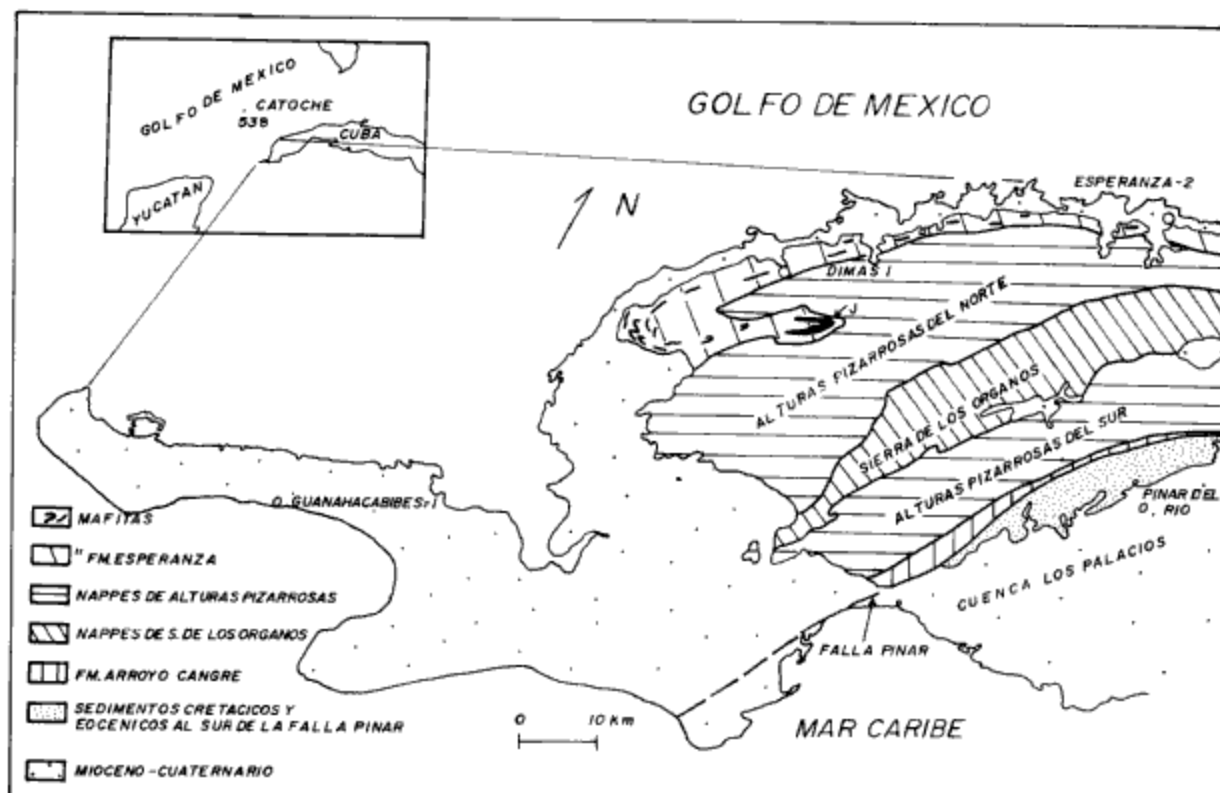 GOLFO DE MEXICO
CATOCHE
538
CUBA
YUCATAN
GOLFO DE MEXICO
N
ESPERANZA-2
DIMAS 1
J
ALTURAS PIZARROSAS DEL NORTE
SIERRA DE LOS ORGANOS
ALTURAS PIZARROSAS DEL SUR
PINAR DEL
O, RIO
CUENCA LOS PALACIOS
FALLA PINAR
MAR CARIBE
0 10 Km
MAFITAS
" FM. ESPERANZA
NAPPES DE ALTURAS PIZARROSAS
NAPPES DE S. DE LOS ORGANOS
FM. ARROYO CANGRE
SEDIMENTOS CRETACICOS Y
EOCENICOS AL SUR DE LA FALLA PINAR
MIOCENO-CUATERNARIO